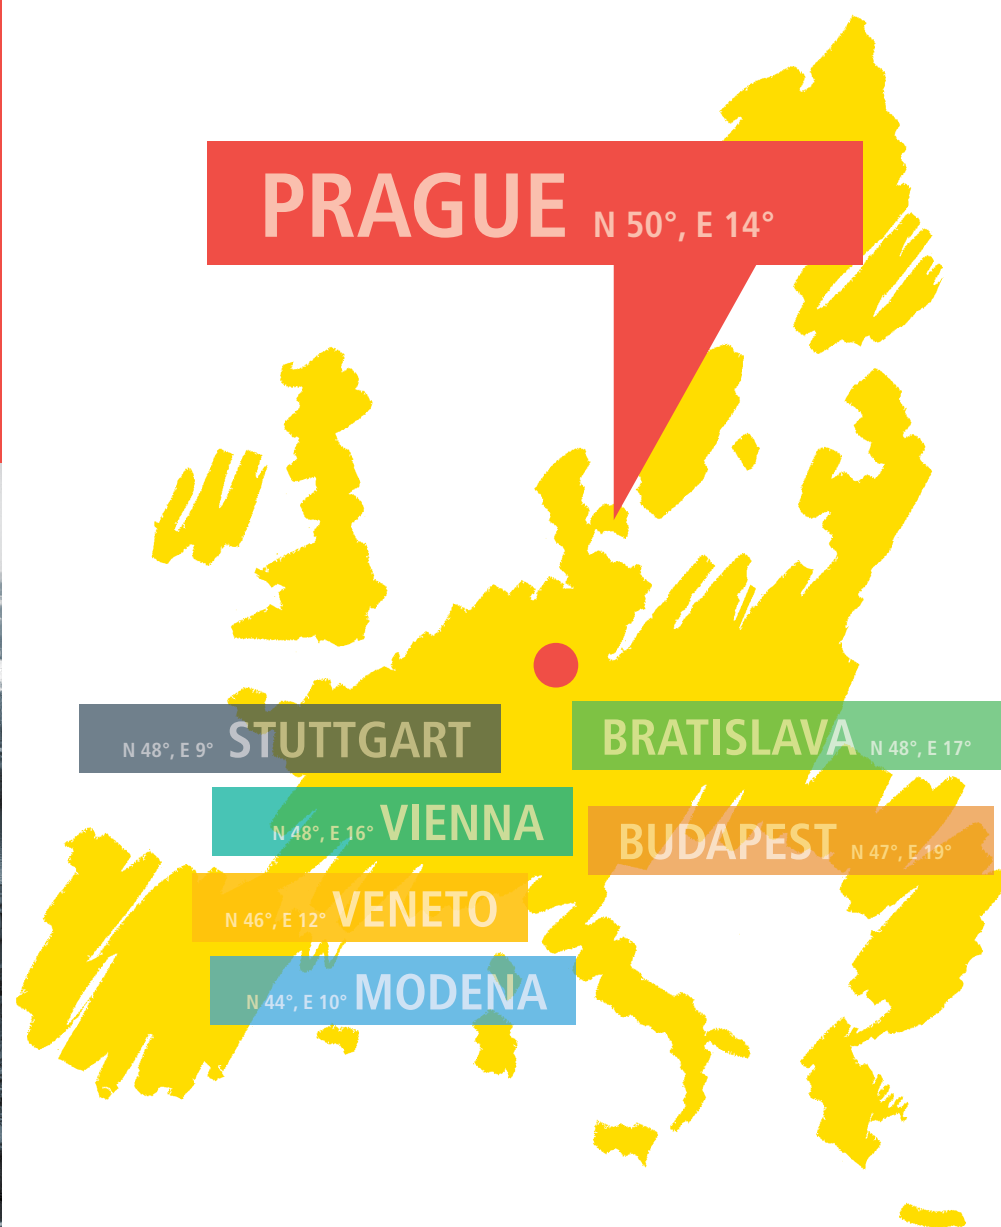 PRAGUE N 50°, E 14°
N 48°, E 9° STUTTGART
BRATISLAVA N 48°, E 17°
N 48°, E 16° VIENNA
BUDAPEST N 47°, E 19°
N 46°, E 12° VENETO
N 44°, E 10° MODENA